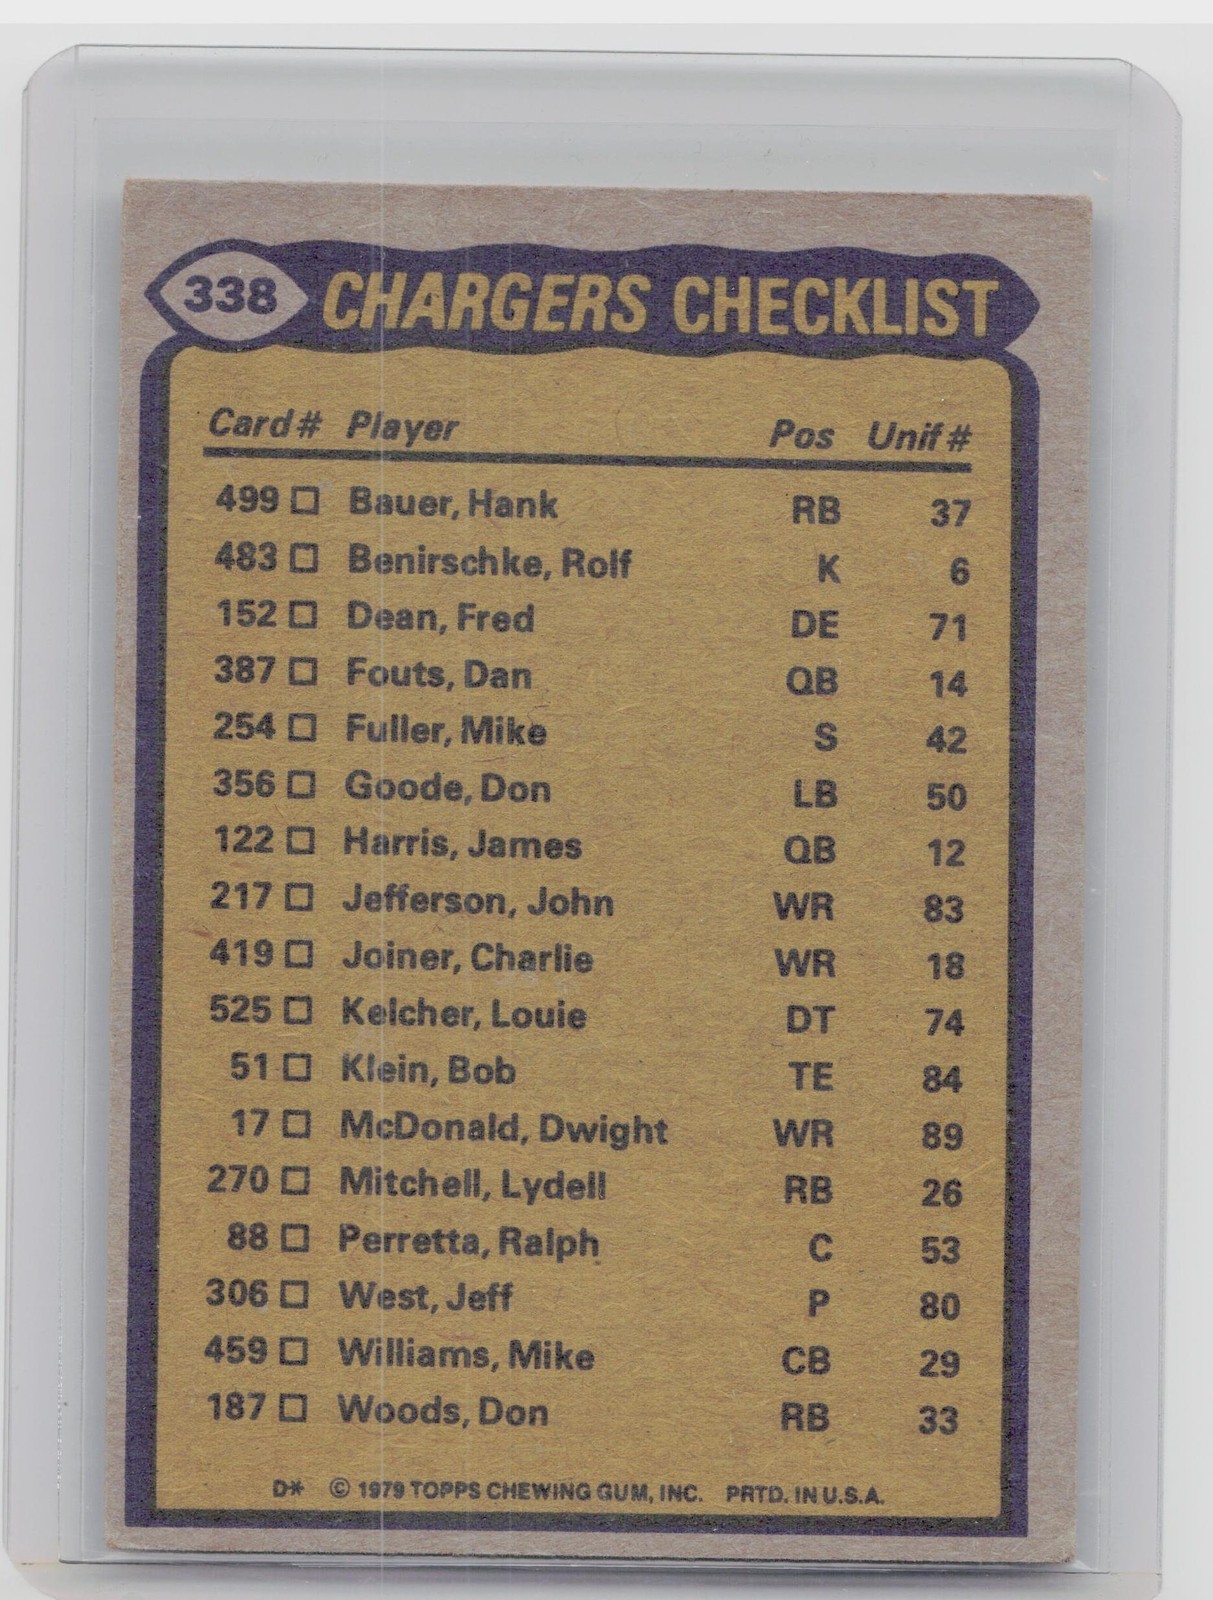 338 CHARGERS CHECKLIST
Card# Player Pos Unif #
499 Bauer, Hank RB 37
483 Benirschke, Rolf K 6
152 Dean, Fred DE 71
387 Fouts, Dan QB 14
254 Fuller, Mike S 42
356 Goode, Don LB 50
122 Harris, James QB 12
217 Jefferson, John WR 83
419 Joiner, Charlie WR 18
525 Kelcher, Louie DT 74
51 Klein, Bob TE 84
17 McDonald, Dwight WR 89
270 Mitchell, Lydell RB 26
88 Perretta, Ralph C 53
306 West, Jeff P 80
459 Williams, Mike CB 29
187 Woods, Don RB 33
D* © 1979 TOPPS CHEWING GUM, INC. PRTD. IN U.S.A.